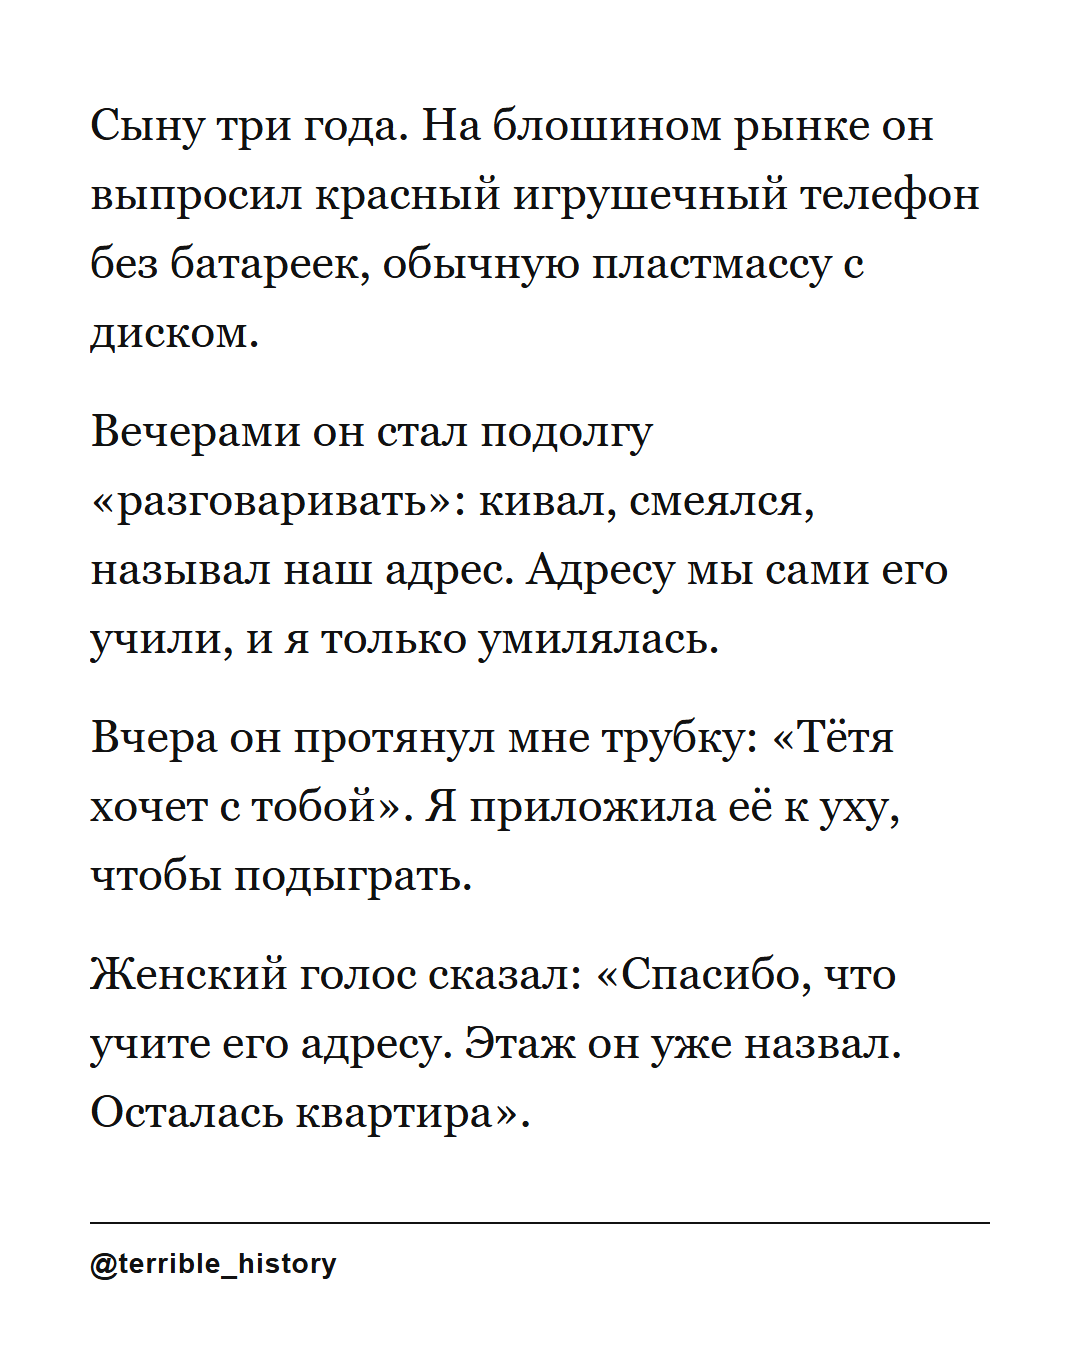 Сыну три года. На блошином рынке он
выпросил красный игрушечный телефон
без батареек, обычную пластмассу с
диском.
Вечерами он стал подолгу
«разговаривать»: кивал, смеялся,
называл наш адрес. Адресу мы сами его
учили, и я только умилялась.
Вчера он протянул мне трубку: «Тётя
хочет с тобой». Я приложила её к уху,
чтобы подыграть.
Женский голос сказал: «Спасибо, что
учите его адресу. Этаж он уже назвал.
Осталась квартира».
@terrible_history